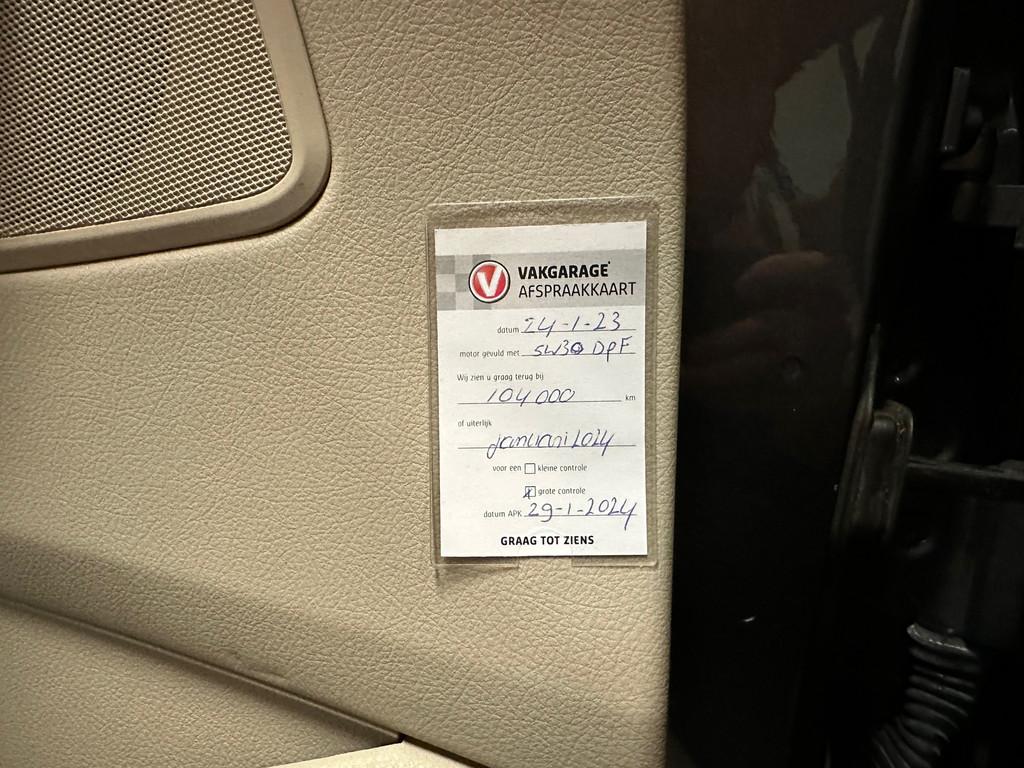 V
VAKGARAGE
AFSPRAAKKAART
datum 24-1-23
motor gevuld met 5W30 DPF
Wij zien u graag terug bij
104000 km
of uiterlijk
januari 2024
voor een kleine controle
grote controle
datum APK 29-1-2024
GRAAG TOT ZIENS